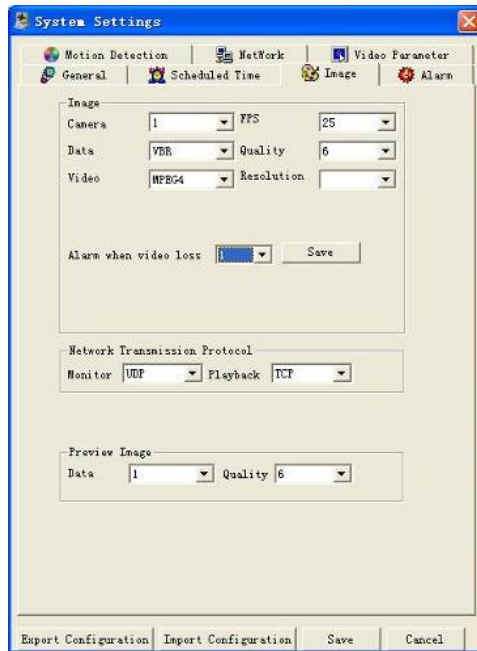 System Settings
Motion Detection NetWork Video Parameter
General Scheduled Time Image Alarm
Image
Camera 1 FPS 25
Data VBR Quality 6
Video MPEG4 Resolution
Alarm when video loss 1 Save
Network Transmission Protocol
Monitor UDP Playback TCP
Preview Image
Data 1 Quality 6
Export Configuration Import Configuration Save Cancel